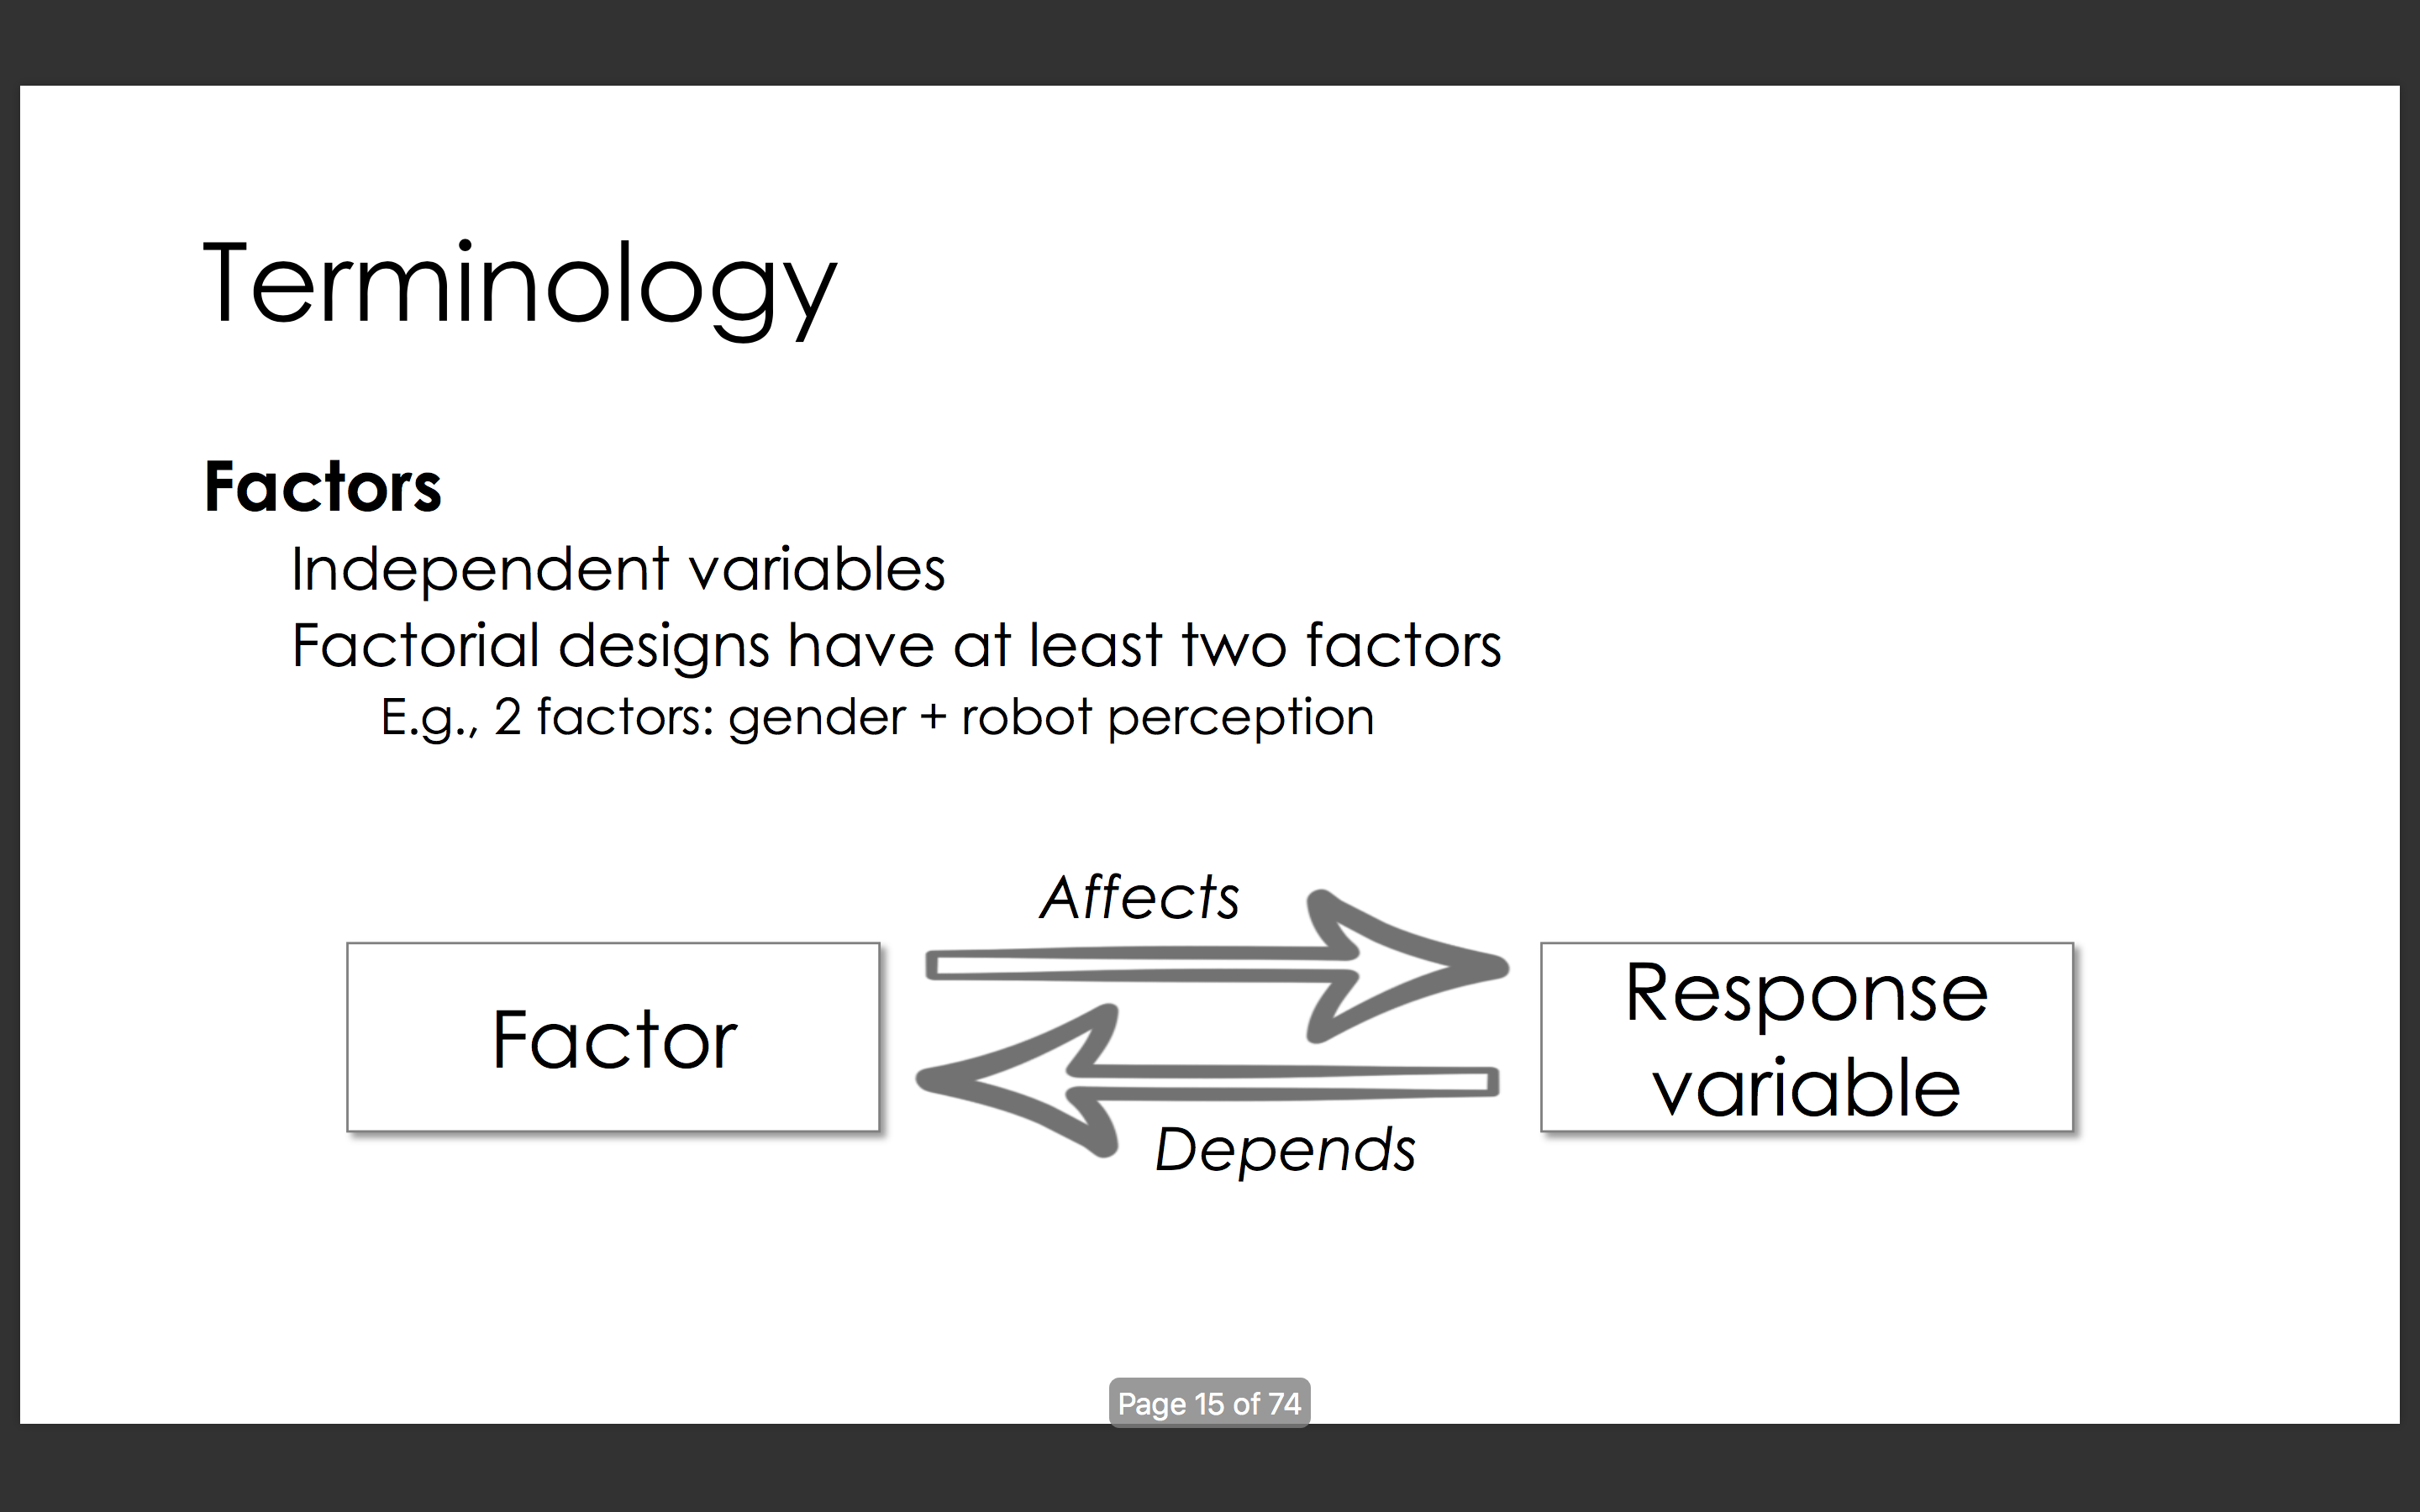 Terminology
Factors
Independent variables
Factorial designs have at least two factors
E.g., 2 factors: gender + robot perception
Affects
Factor
Response
variable
Depends
Page 15 of 74